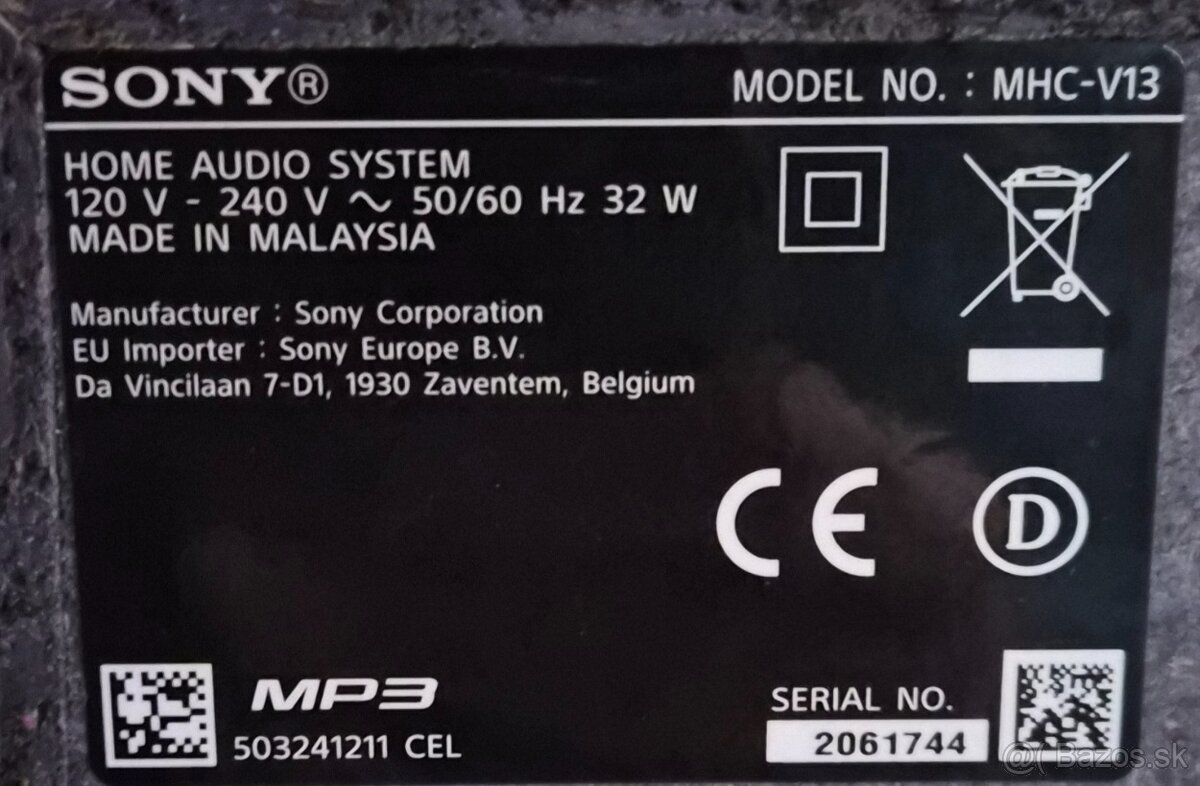 SONY®
MODEL NO. : MHC-V13
HOME AUDIO SYSTEM
120 V - 240 V ~ 50/60 Hz 32 W
MADE IN MALAYSIA
Manufacturer : Sony Corporation
EU Importer : Sony Europe B.V.
Da Vincilaan 7-D1, 1930 Zaventem, Belgium
CE
D
MP3
503241211 CEL
SERIAL NO.
2061744
@( Bazos.sk